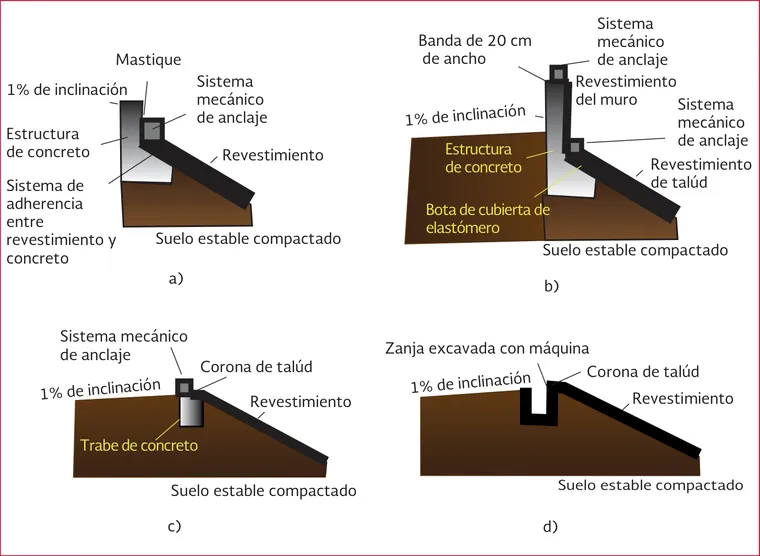 Mastique
1% de inclinación
Sistema
mecánico
de anclaje
Estructura
de concreto
Revestimiento
Sistema de
adherencia
entre
revestimiento y
concreto
Suelo estable compactado
a)
Banda de 20 cm
de ancho
Sistema
mecánico
de anclaje
Revestimiento
del muro
1% de inclinación
Sistema
mecánico
de anclaje
Estructura
de concreto
Revestimiento
de talúd
Bota de cubierta de
elastómero
Suelo estable compactado
b)
Sistema mecánico
de anclaje
Corona de talúd
1% de inclinación
Revestimiento
Trabe de concreto
Suelo estable compactado
c)
Zanja excavada con máquina
Corona de talúd
1% de inclinación
Revestimiento
Suelo estable compactado
d)